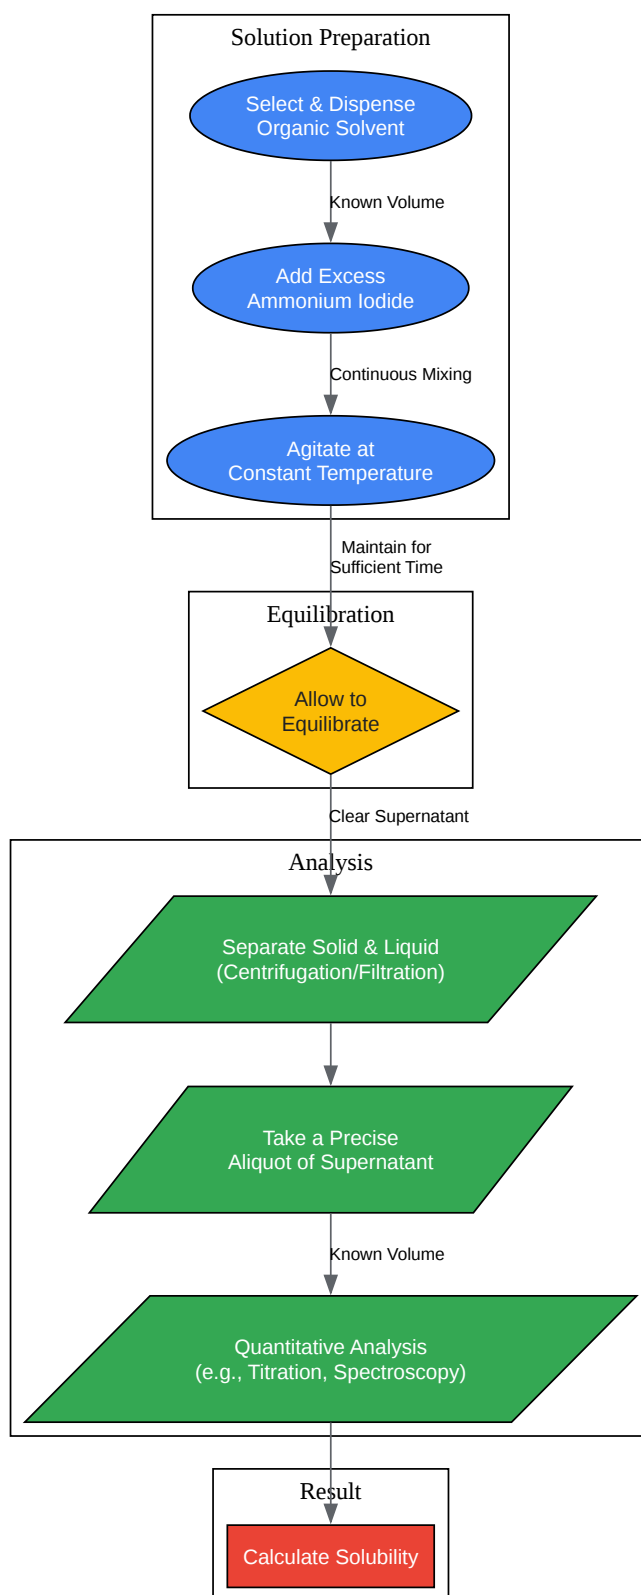 Solution Preparation
Select & Dispense
Organic Solvent
Known Volume
Add Excess
Ammonium Iodide
Continuous Mixing
Agitate at
Constant Temperature
Maintain for
Sufficient Time
Equilibration
Allow to
Equilibrate
Clear Supernatant
Analysis
Separate Solid & Liquid
(Centrifugation/Filtration)
Take a Precise
Aliquot of Supernatant
Known Volume
Quantitative Analysis
(e.g., Titration, Spectroscopy)
Result
Calculate Solubility